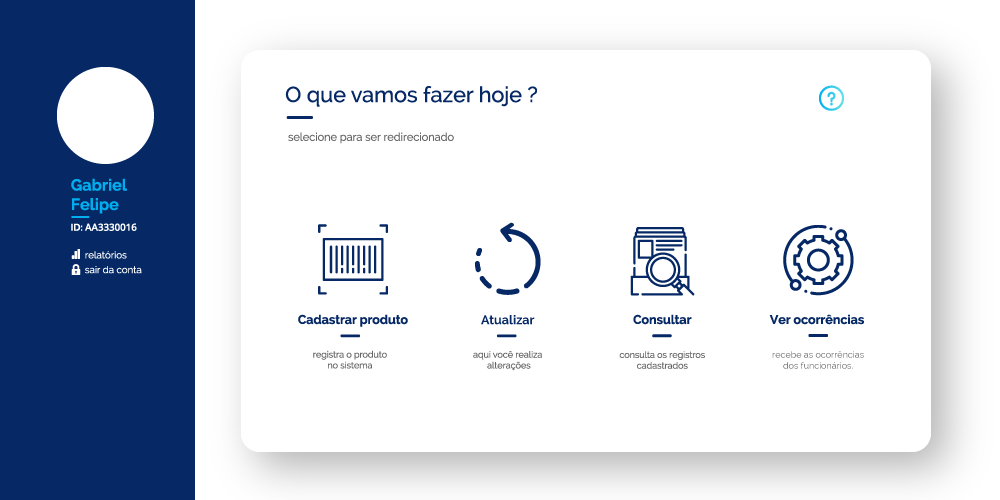 Gabriel
Felipe
ID: AA3330016
relatórios
sair da conta
O que vamos fazer hoje ?
selecione para ser redirecionado
?
Cadastrar produto
registra o produto
no sistema
Atualizar
aqui você realiza
alterações
Consultar
consulta os registros
cadastrados
Ver ocorrências
recebe as ocorrências
dos funcionários.